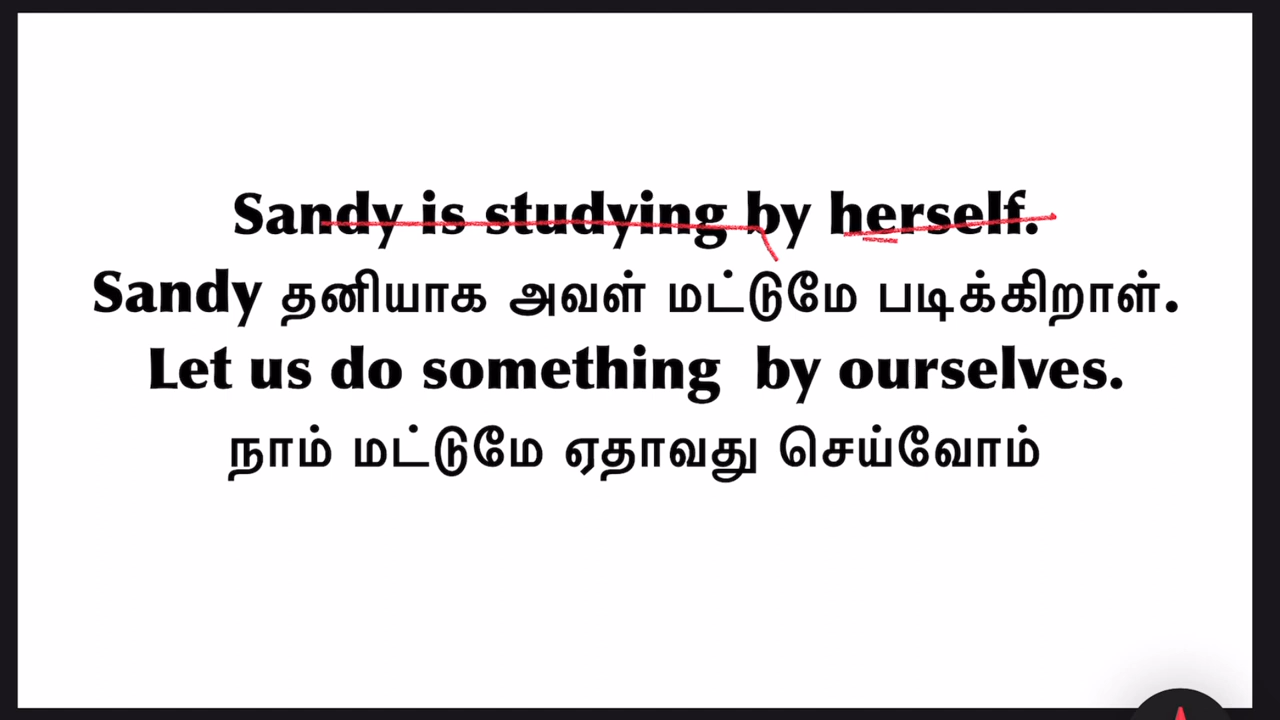 Sandy is studying by herself.
Sandy தனியாக அவள் மட்டுமே படிக்கிறாள்.
Let us do something by ourselves.
நாம் மட்டுமே ஏதாவது செய்வோம்